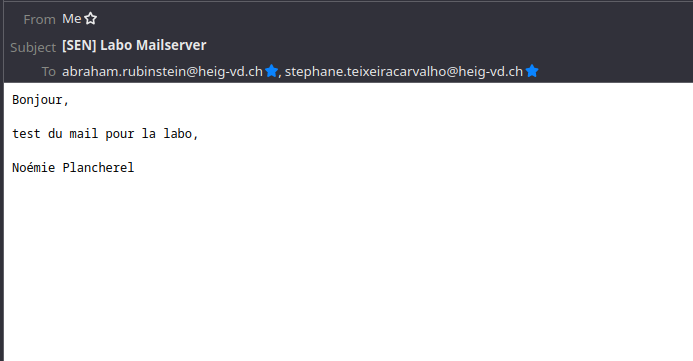 From Me
Subject [SEN] Labo Mailserver
To abraham.rubinstein@heig-vd.ch, stephane.teixeiracarvalho@heig-vd.ch
Bonjour,
test du mail pour la labo,
Noémie Plancherel